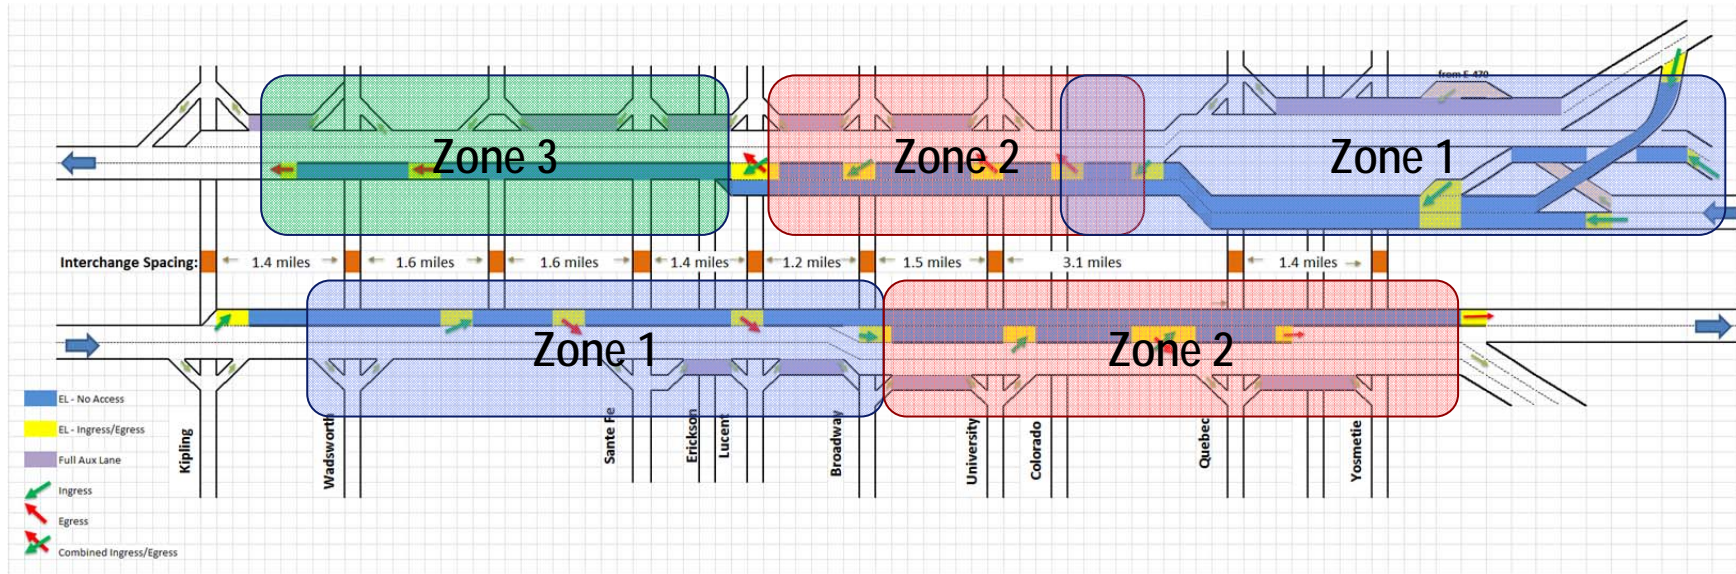 from E-470
Zone 3
Zone 2
Zone 1
Interchange Spacing:
1.4 miles
1.6 miles
1.6 miles
1.4 miles
1.2 miles
1.5 miles
3.1 miles
1.4 miles
Zone 1
Zone 2
EL - No Access
EL - Ingress/Egress
Full Aux Lane
Ingress
Egress
Combined Ingress/Egress
Kipling
Wadsworth
Sante Fe
Erickson
Lucent
Broadway
University
Colorado
Quebec
Yosmetie